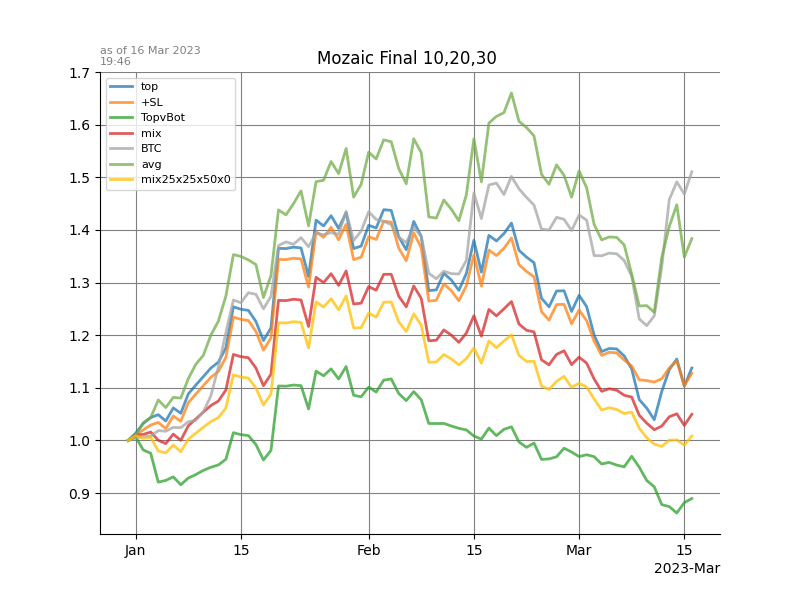 as of 16 Mar 2023
19:46
Mozaic Final 10,20,30
1.7
1.6
1.5
1.4
1.3
1.2
1.1
1.0
0.9
top
+SL
TopvBot
mix
BTC
avg
mix25x25x50x0
Jan
15
Feb
15
Mar
15
2023-Mar